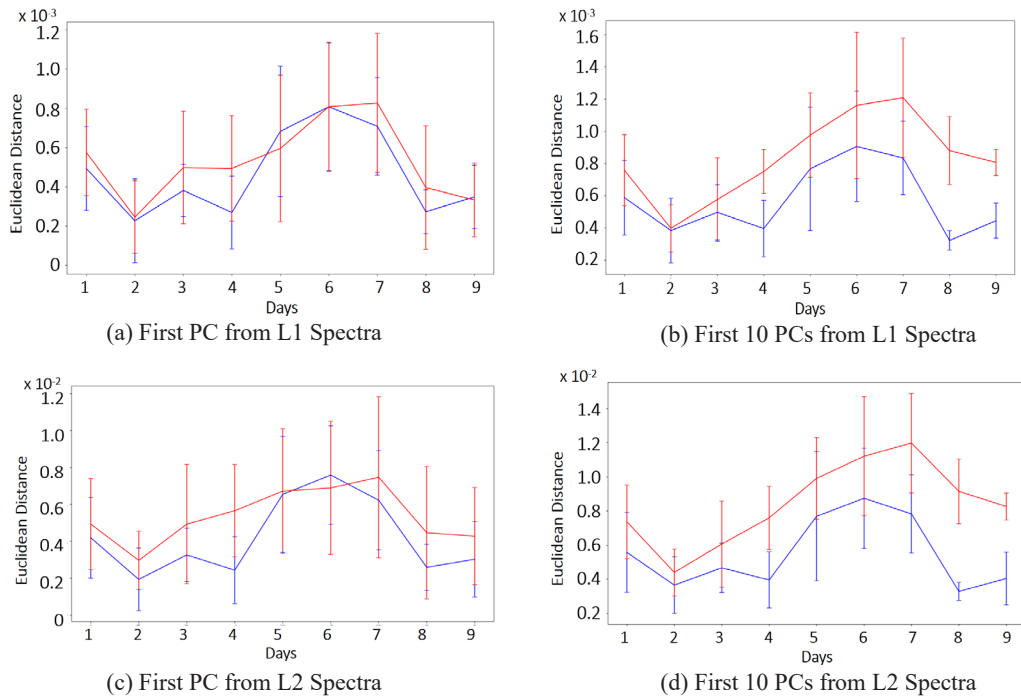 x 10-3
1.2
1.0
0.8
0.6
0.4
0.2
0
Euclidean Distance
1 2 3 4 5 6 7 8 9
Days
(a) First PC from L1 Spectra
x 10-3
1.6
1.4
1.2
1.0
0.8
0.6
0.4
0.2
Euclidean Distance
1 2 3 4 5 6 7 8 9
Days
(b) First 10 PCs from L1 Spectra
x 10-2
1.2
1.0
0.8
0.6
0.4
0.2
0
Euclidean Distance
1 2 3 4 5 6 7 8 9
Days
(c) First PC from L2 Spectra
x 10-2
1.4
1.2
1.0
0.8
0.6
0.4
0.2
Euclidean Distance
1 2 3 4 5 6 7 8 9
Days
(d) First 10 PCs from L2 Spectra